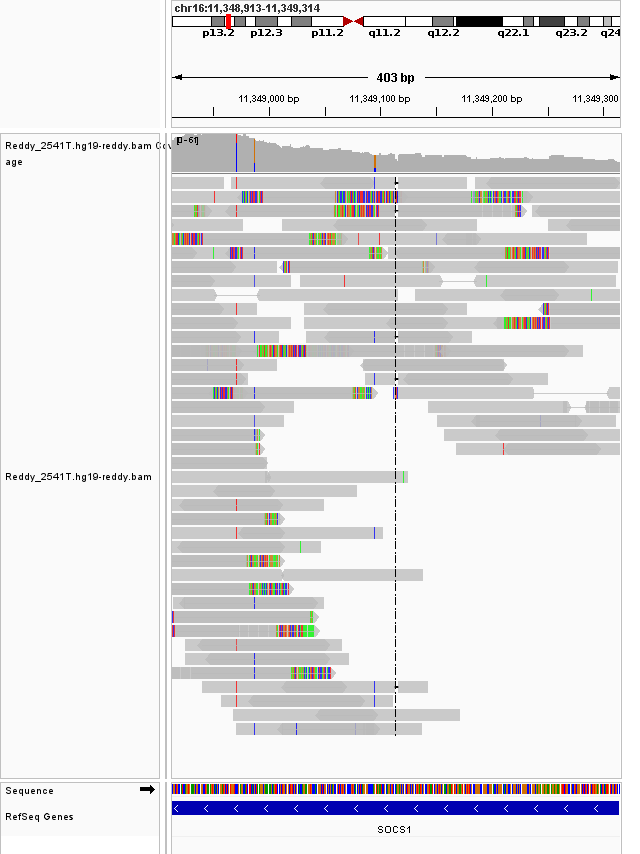 chr16:11,348,913-11,349,314
p13.2 p12.3 p11.2 q11.2 q12.2 q22.1 q23.2 q24
403 bp
11,349,000 bp 11,349,100 bp 11,349,200 bp 11,349,300
Reddy_2541T.hg19-reddy.bam Cov
age
[0-61]
Reddy_2541T.hg19-reddy.bam
Sequence
RefSeq Genes
SOCS1